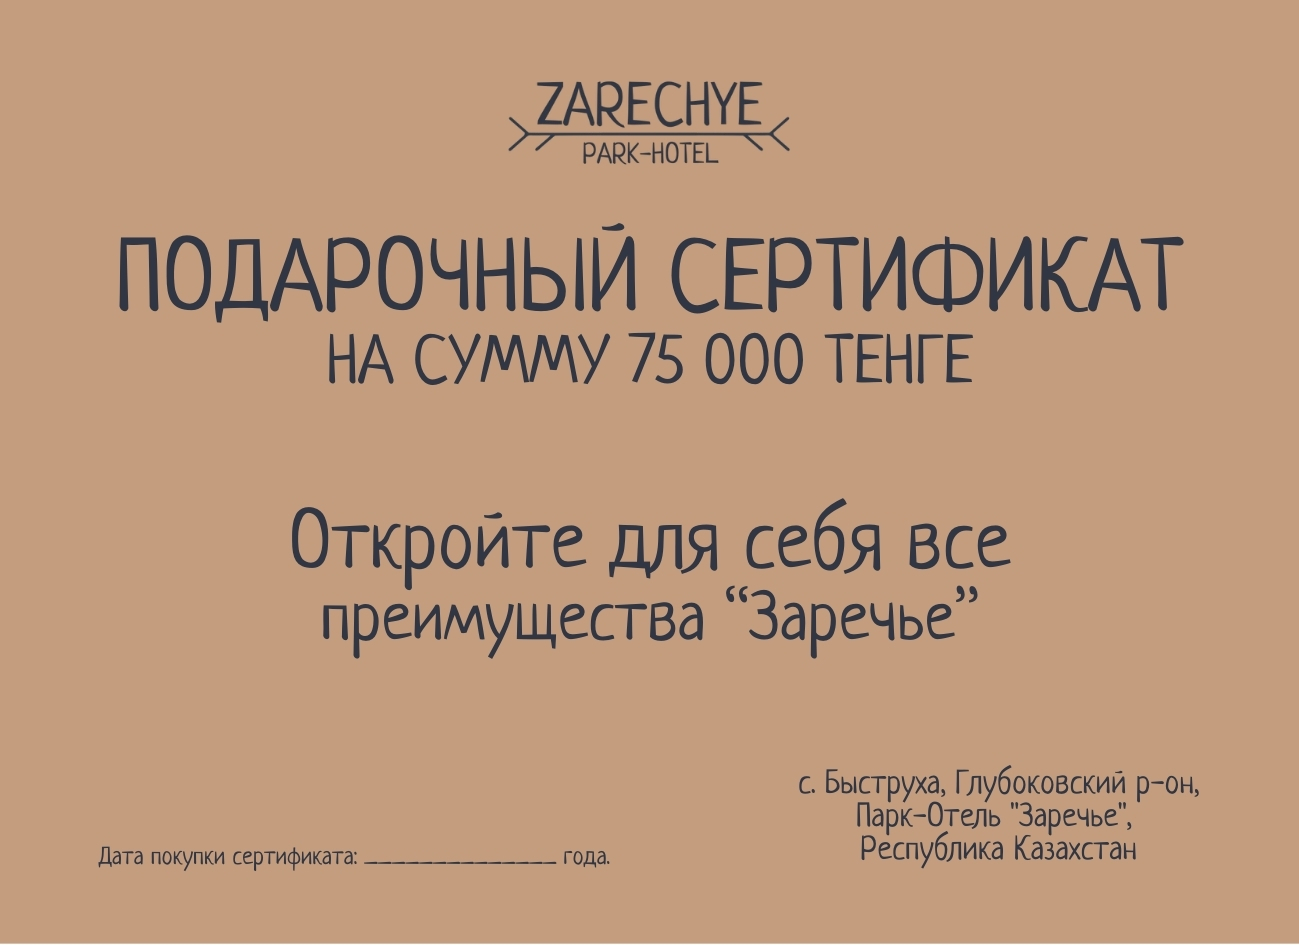 ZARECHYE
PARK-HOTEL
ПОДАРОЧНЫЙ СЕРТИФИКАТ
НА СУММУ 75 000 ТЕНГЕ
Откройте для себя все
преимущества “Заречье”
с. Быструха, Глубоковский р-он,
Парк-Отель "Заречье",
Республика Казахстан
Дата покупки сертификата: ______________ года.